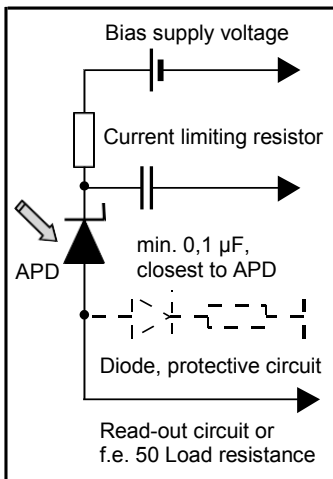 Bias supply voltage
Current limiting resistor
min. 0,1 µF,
closest to APD
APD
Diode, protective circuit
Read-out circuit or
f.e. 50 Load resistance